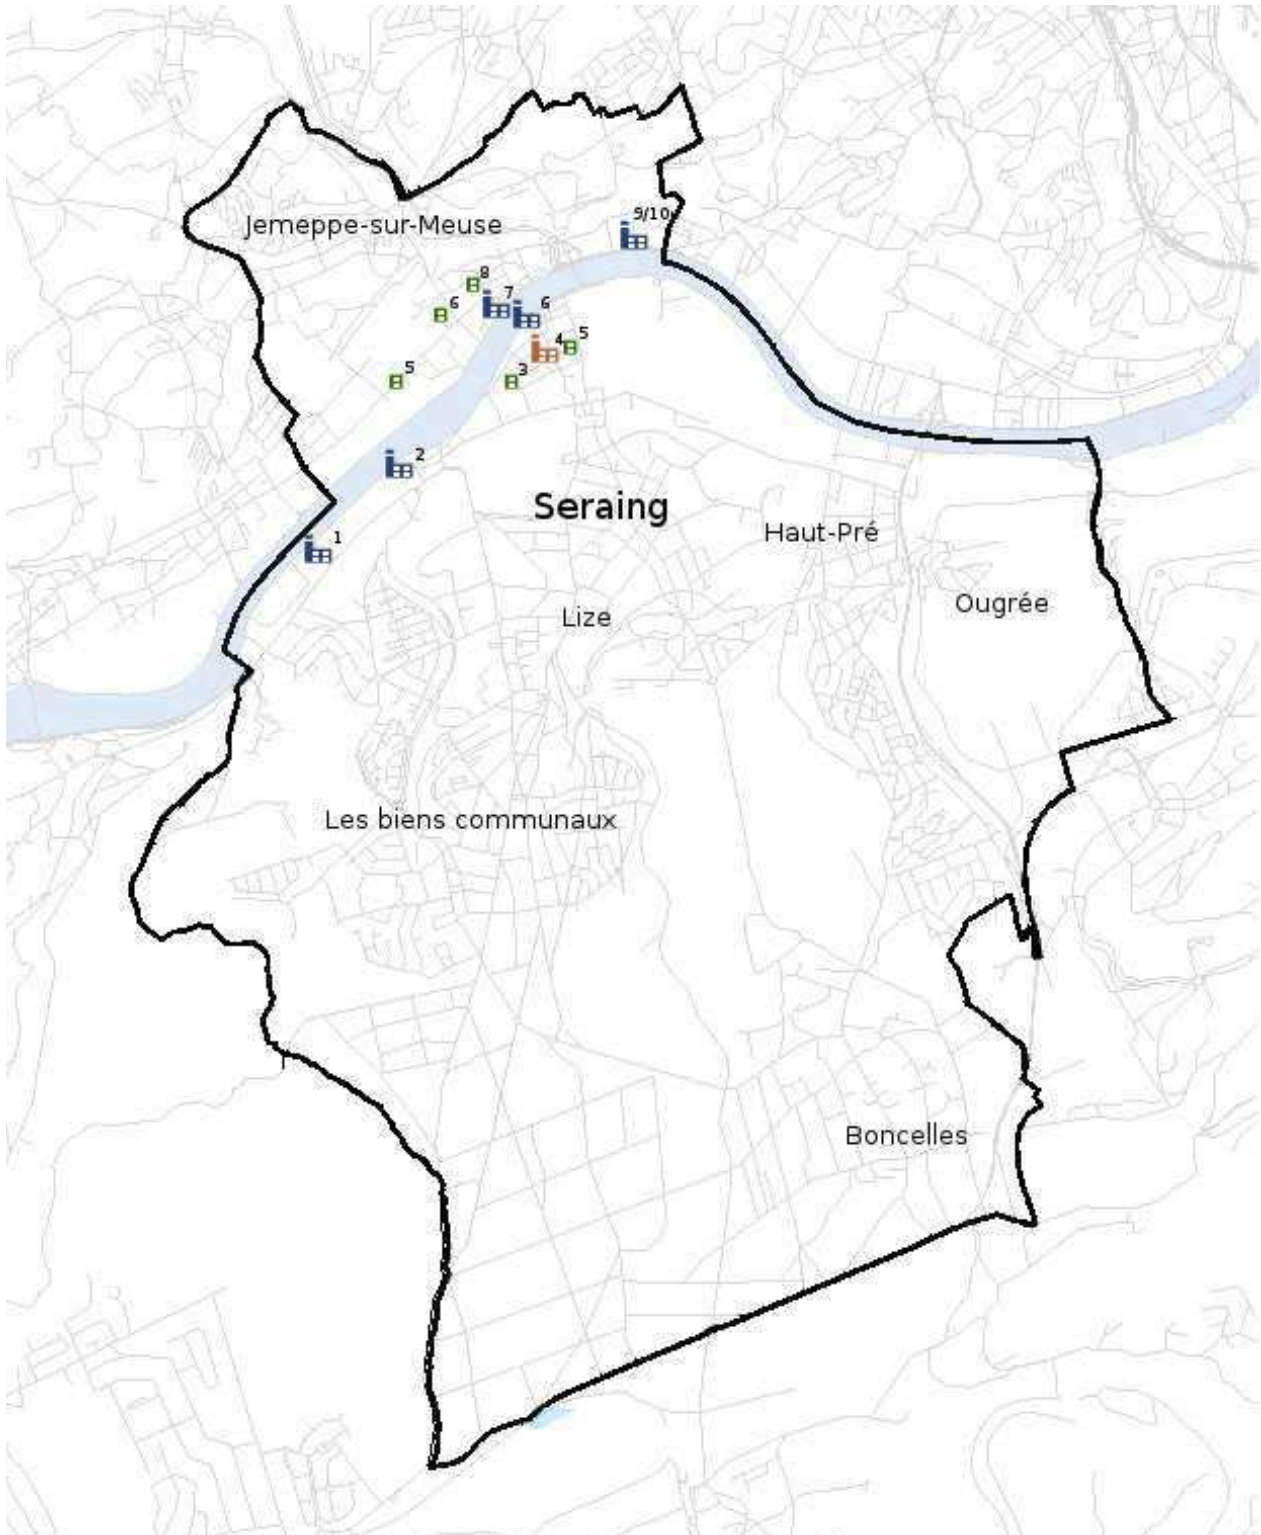 9/10
Jemeppe-sur-Meuse
8
7
6
6
5
4
5
3
2
Seraing
Haut-Pré
1
Ougrée
Lize
Les biens communaux
Boncelles